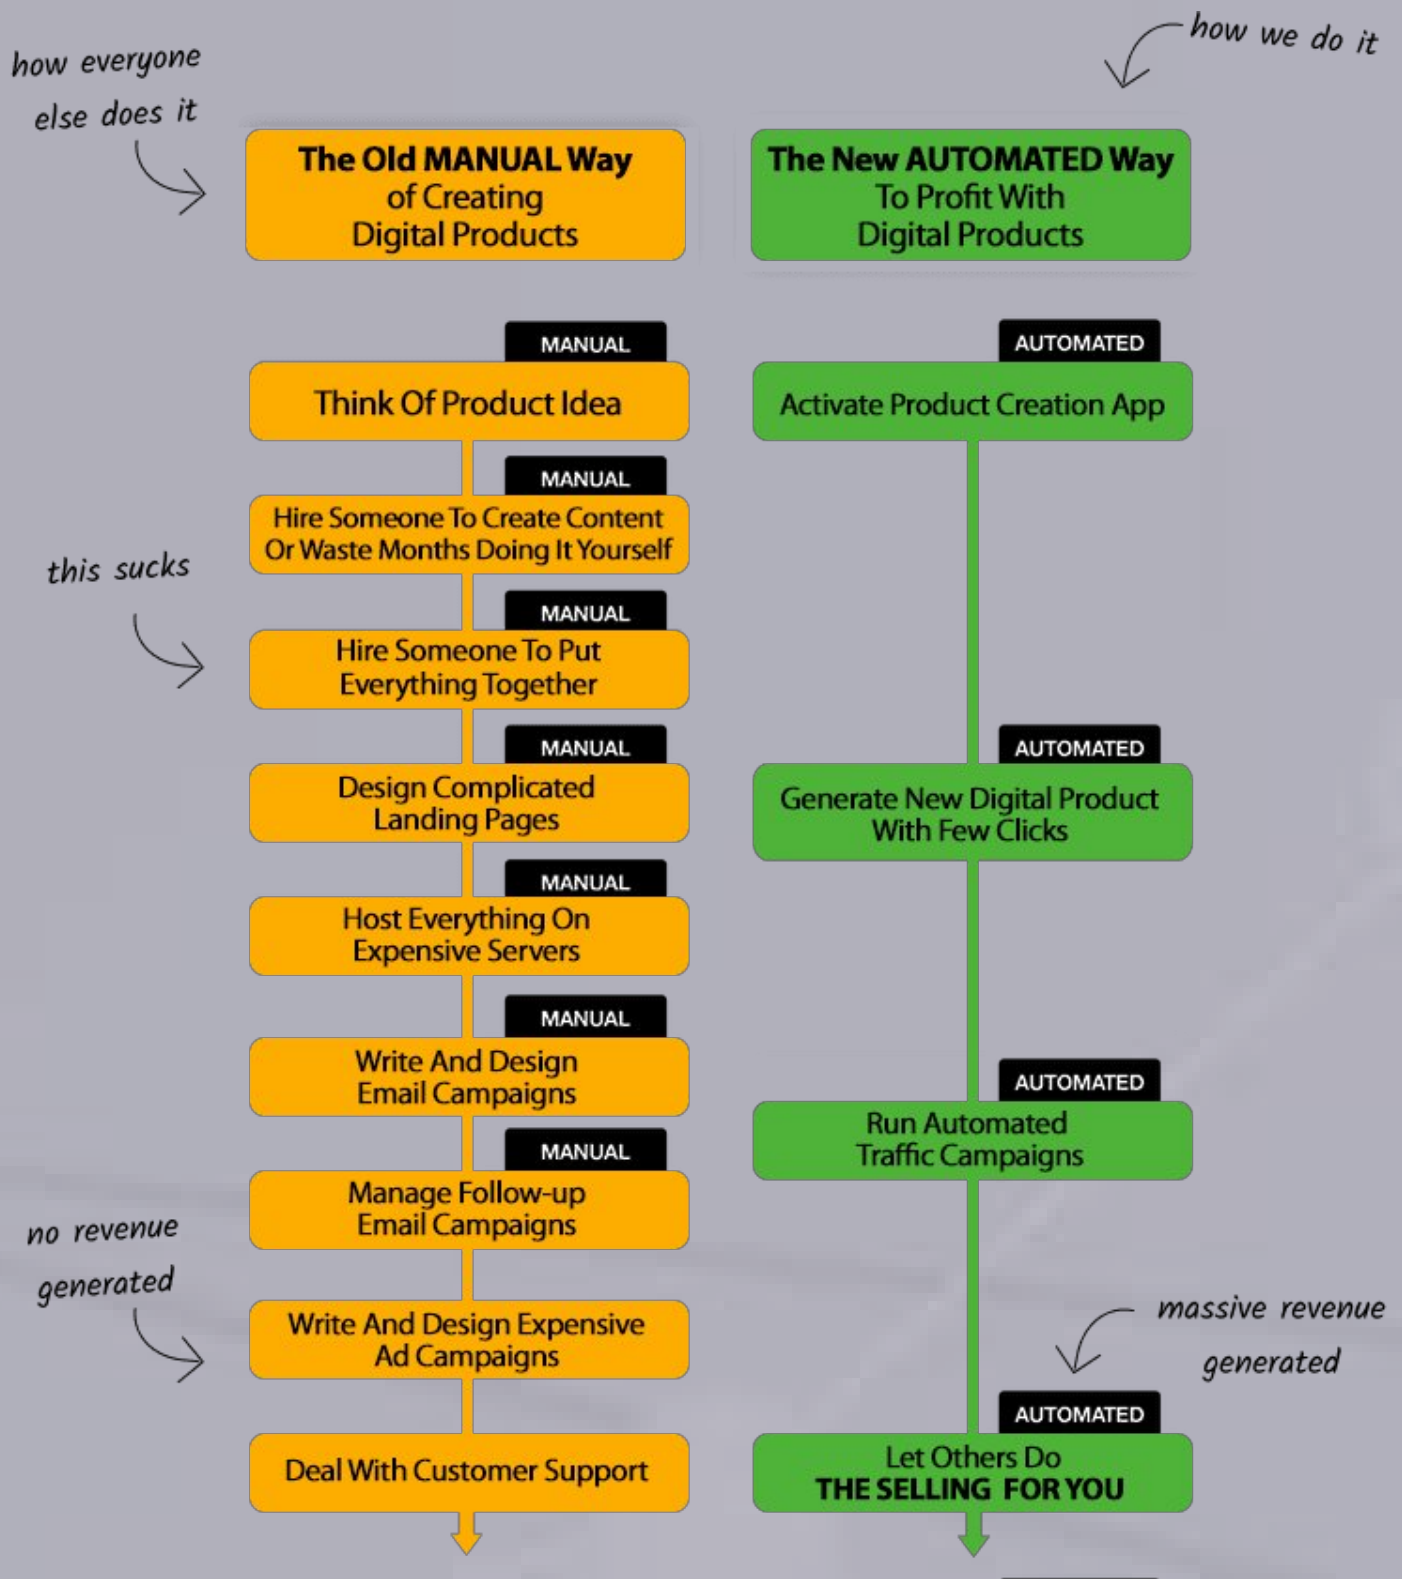 how everyone
else does it
how we do it
The Old MANUAL Way
of Creating
Digital Products
The New AUTOMATED Way
To Profit With
Digital Products
MANUAL
Think Of Product Idea
MANUAL
Hire Someone To Create Content
Or Waste Months Doing It Yourself
this sucks
MANUAL
Hire Someone To Put
Everything Together
MANUAL
Design Complicated
Landing Pages
MANUAL
Host Everything On
Expensive Servers
MANUAL
Write And Design
Email Campaigns
MANUAL
Manage Follow-up
Email Campaigns
no revenue
generated
Write And Design Expensive
Ad Campaigns
Deal With Customer Support
AUTOMATED
Activate Product Creation App
AUTOMATED
Generate New Digital Product
With Few Clicks
AUTOMATED
Run Automated
Traffic Campaigns
massive revenue
generated
AUTOMATED
Let Others Do
THE SELLING FOR YOU